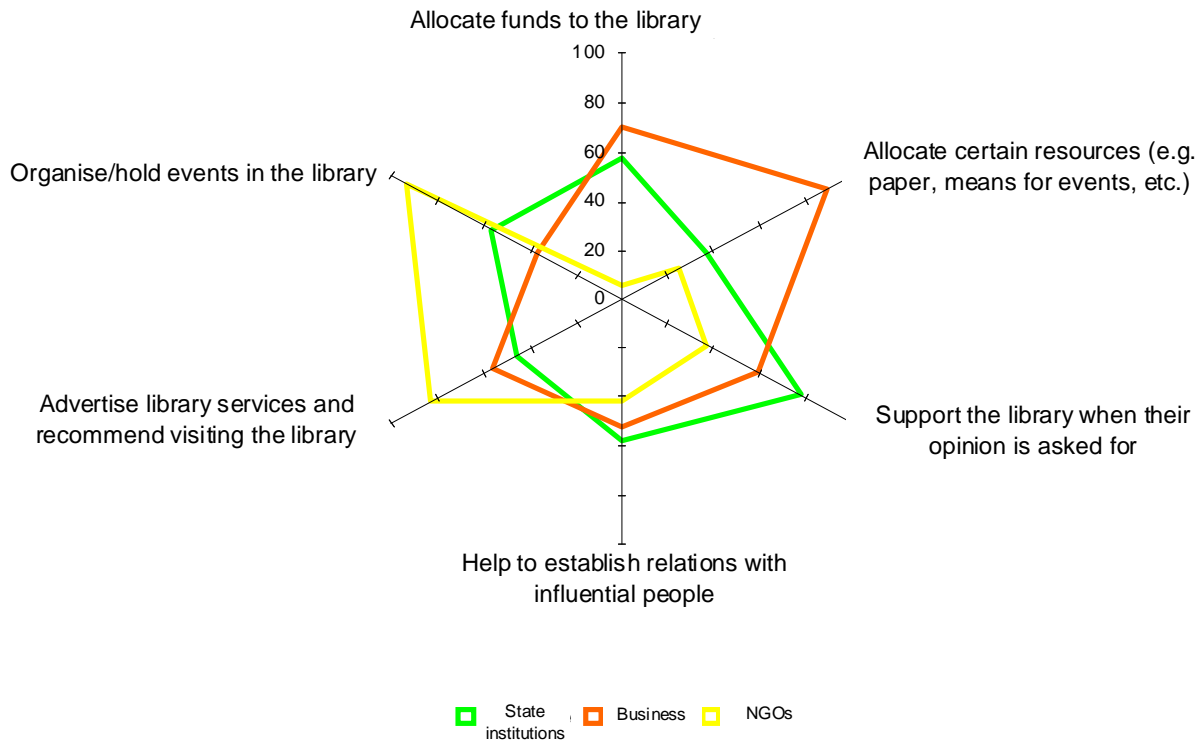 Allocate funds to the library
100
80
60
40
20
0
Allocate certain resources (e.g.
paper, means for events, etc.)
Organise/hold events in the library
Advertise library services and
recommend visiting the library
Support the library when their
opinion is asked for
Help to establish relations with
influential people
State
institutions
Business
NGOs